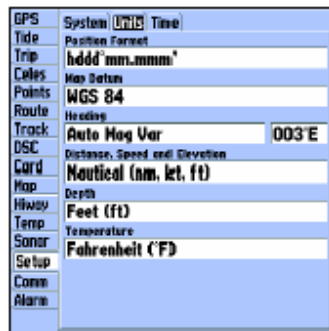 GPS
Tide
Trip
Celes
Points
Route
Track
DSC
Card
Map
Hiway
Temp
Sonar
Setup
Comm
Alarm
System Units Time
Position Format
hddd°mm.mmm'
Map Datum
WGS 84
Heading
Auto Mag Var 003°E
Distance, Speed and Elevation
Nautical (nm, kt, ft)
Depth
Feet (ft)
Temperature
Fahrenheit (°F)